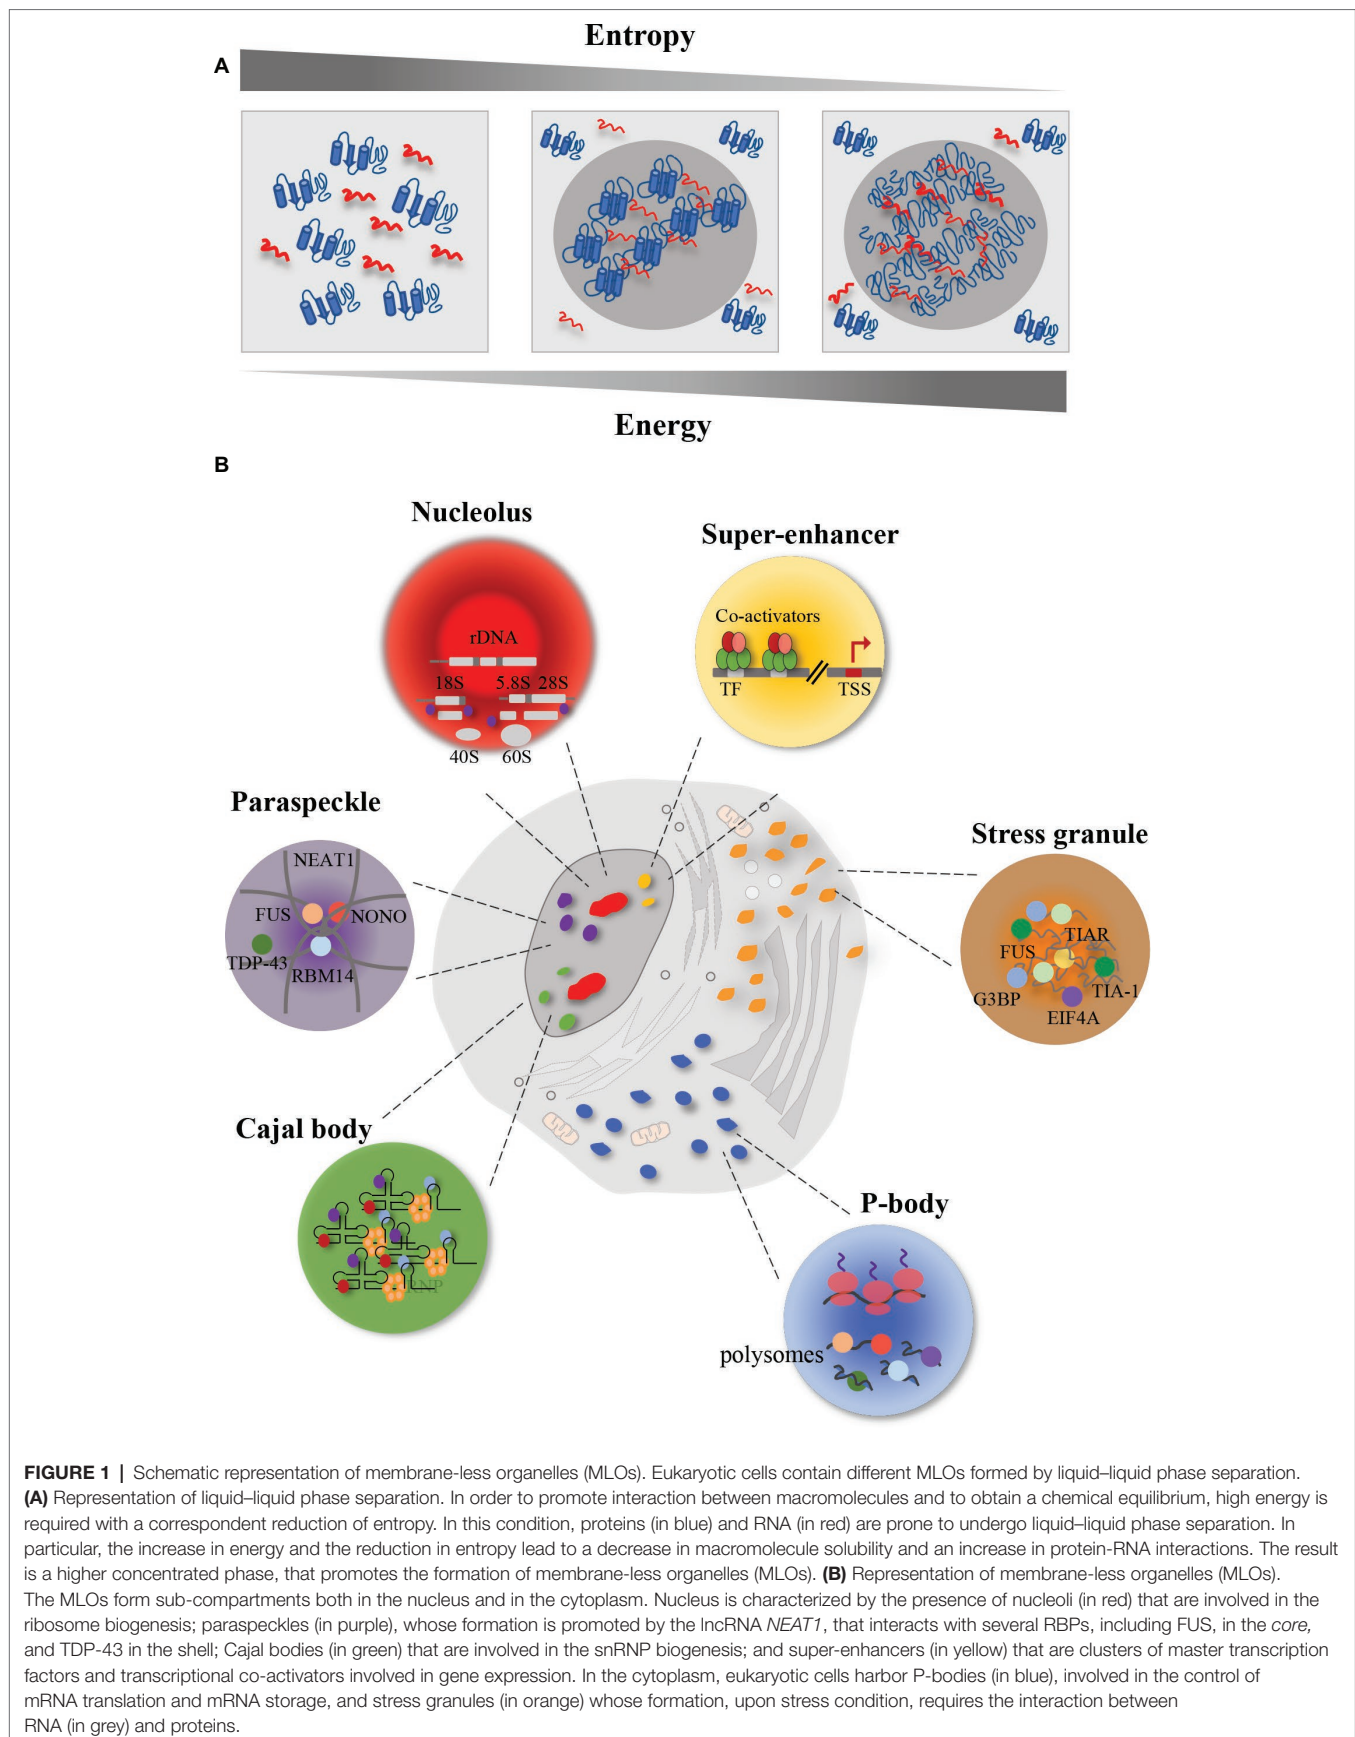 Entropy
A
Energy
B
Nucleolus
rDNA
18S 5.8S 28S
40S 60S
Super-enhancer
Co-activators
TF TSS
Paraspeckle
NEAT1
FUS NONO
TDP-43
RBM14
Stress granule
TIAR
FUS
G3BP TIA-1
EIF4A
Cajal body
RNP
P-body
polysomes
FIGURE 1 | Schematic representation of membrane-less organelles (MLOs). Eukaryotic cells contain different MLOs formed by liquid–liquid phase separation.
(A) Representation of liquid–liquid phase separation. In order to promote interaction between macromolecules and to obtain a chemical equilibrium, high energy is
required with a correspondent reduction of entropy. In this condition, proteins (in blue) and RNA (in red) are prone to undergo liquid–liquid phase separation. In
particular, the increase in energy and the reduction in entropy lead to a decrease in macromolecule solubility and an increase in protein-RNA interactions. The result
is a higher concentrated phase, that promotes the formation of membrane-less organelles (MLOs). (B) Representation of membrane-less organelles (MLOs).
The MLOs form sub-compartments both in the nucleus and in the cytoplasm. Nucleus is characterized by the presence of nucleoli (in red) that are involved in the
ribosome biogenesis; paraspeckles (in purple), whose formation is promoted by the lncRNA NEAT1, that interacts with several RBPs, including FUS, in the core,
and TDP-43 in the shell; Cajal bodies (in green) that are involved in the snRNP biogenesis; and super-enhancers (in yellow) that are clusters of master transcription
factors and transcriptional co-activators involved in gene expression. In the cytoplasm, eukaryotic cells harbor P-bodies (in blue), involved in the control of
mRNA translation and mRNA storage, and stress granules (in orange) whose formation, upon stress condition, requires the interaction between
RNA (in grey) and proteins.